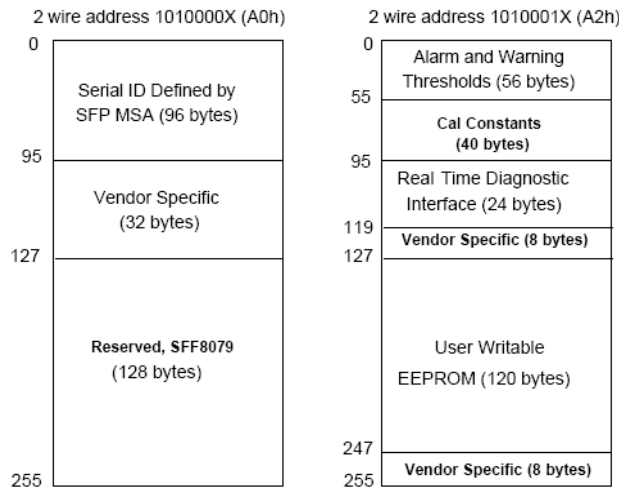 2 wire address 1010000X (A0h)
0
Serial ID Defined by
SFP MSA (96 bytes)
95
Vendor Specific
(32 bytes)
127
Reserved, SFF8079
(128 bytes)
255
2 wire address 1010001X (A2h)
0
Alarm and Warning
Thresholds (56 bytes)
55
Cal Constants
(40 bytes)
95
Real Time Diagnostic
Interface (24 bytes)
119
Vendor Specific (8 bytes)
127
User Writable
EEPROM (120 bytes)
247
Vendor Specific (8 bytes)
255